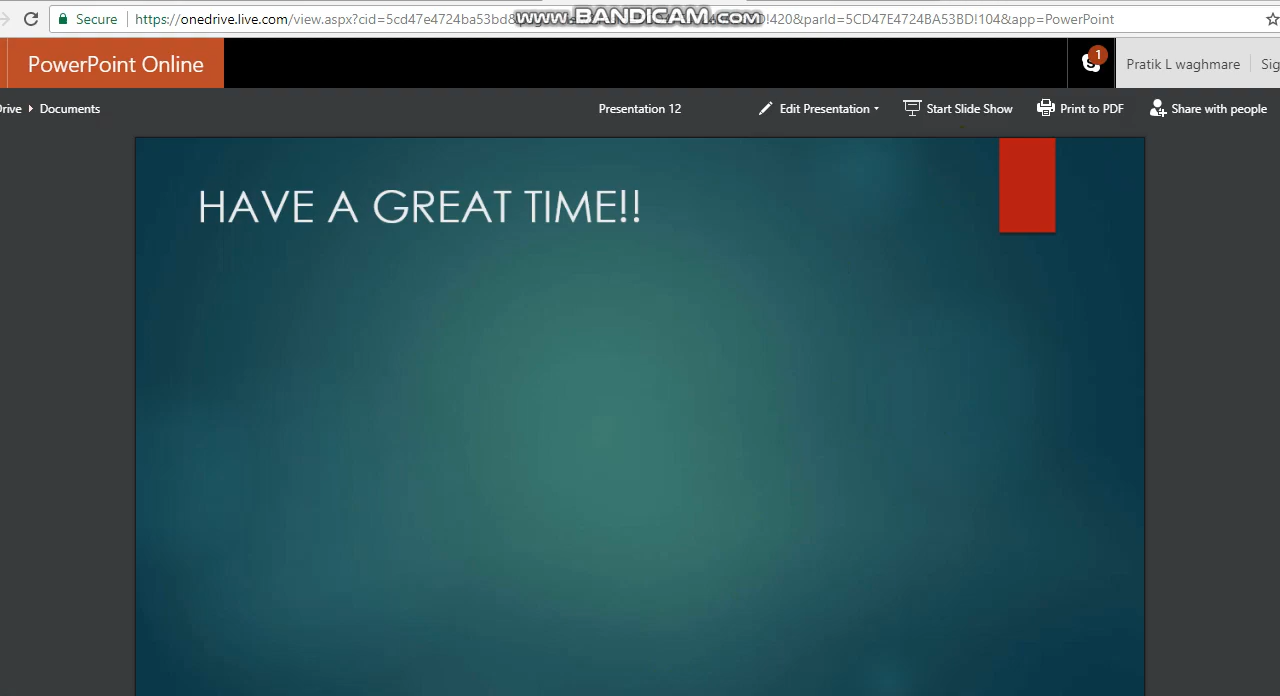 Secure https://onedrive.live.com/view.aspx?cid=5cd47e4724ba53bd& !420&parId=5CD47E4724BA53BD!104&app=PowerPoint
www.BANDICAM.com
PowerPoint Online
1
Pratik L waghmare
Documents
Presentation 12
Edit Presentation
Start Slide Show
Print to PDF
Share with people
HAVE A GREAT TIME!!